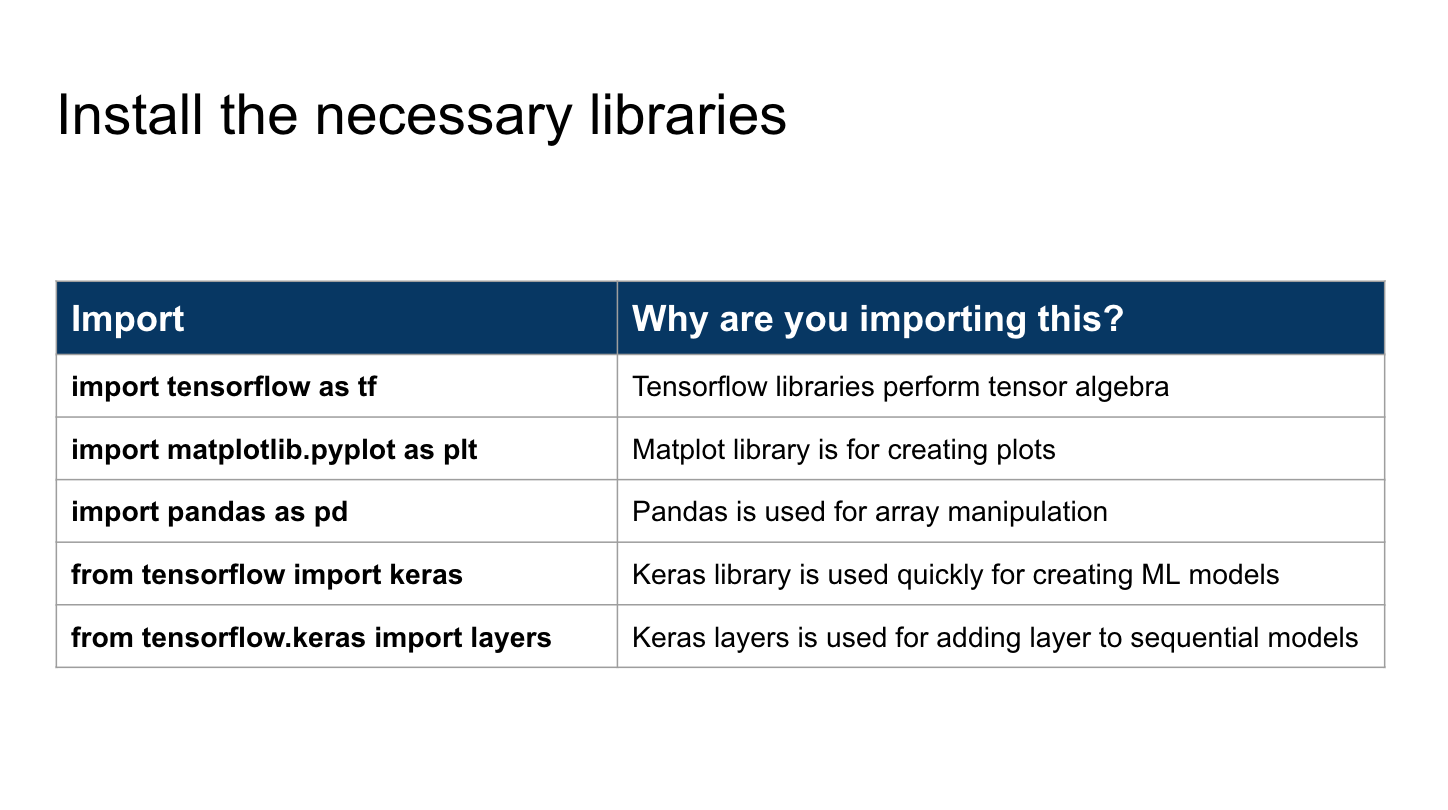 Install the necessary libraries
Import
Why are you importing this?
import tensorflow as tf
Tensorflow libraries perform tensor algebra
import matplotlib.pyplot as plt
Matplot library is for creating plots
import pandas as pd
Pandas is used for array manipulation
from tensorflow import keras
Keras library is used quickly for creating ML models
from tensorflow.keras import layers
Keras layers is used for adding layer to sequential models